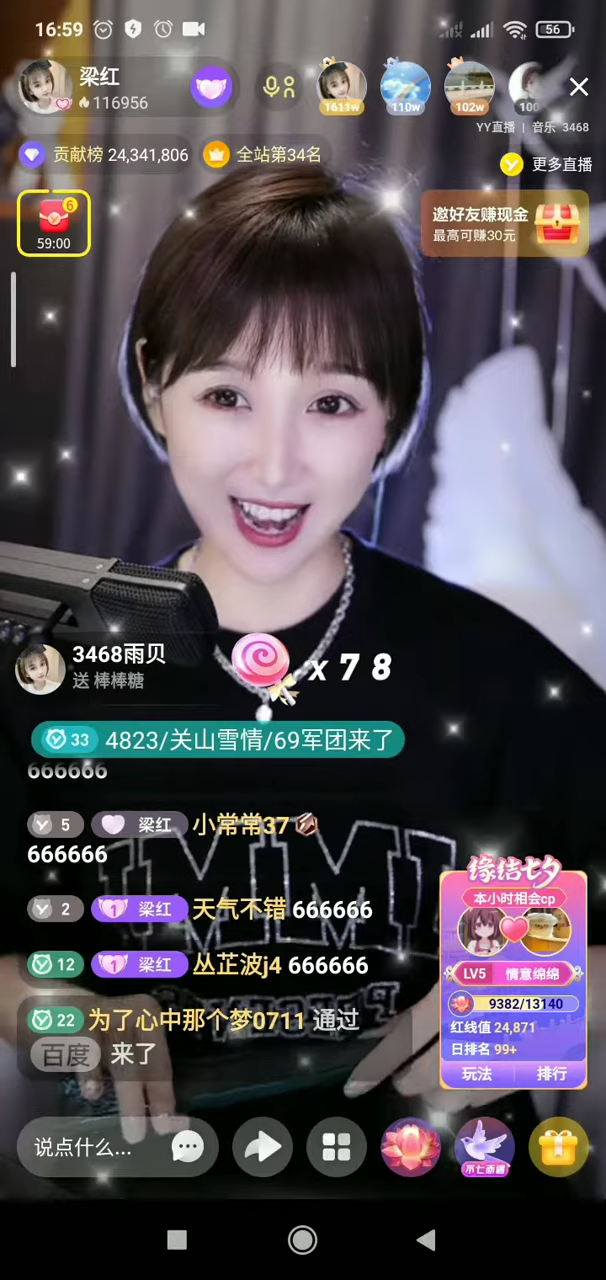 16:59
56
梁红
116956
1611w
110w
102w
100
YY直播 | 音乐 3468
贡献榜 24,341,806
全站第34名
更多直播
6
59:00
邀好友赚现金
最高可赚30元
3468雨贝
送 棒棒糖
x 7 8
33 4823/关山雪情/69军团来了
666666
5 梁红 小常常37
666666
2 1 梁红 天气不错 666666
12 1 梁红 丛芷波j4 666666
22 为了心中那个梦0711 通过
百度 来了
缘结七夕
本小时相会cp
LV5 情意绵绵
9382/13140
红线值 24,871
日排名 99+
玩法 排行
说点什么...